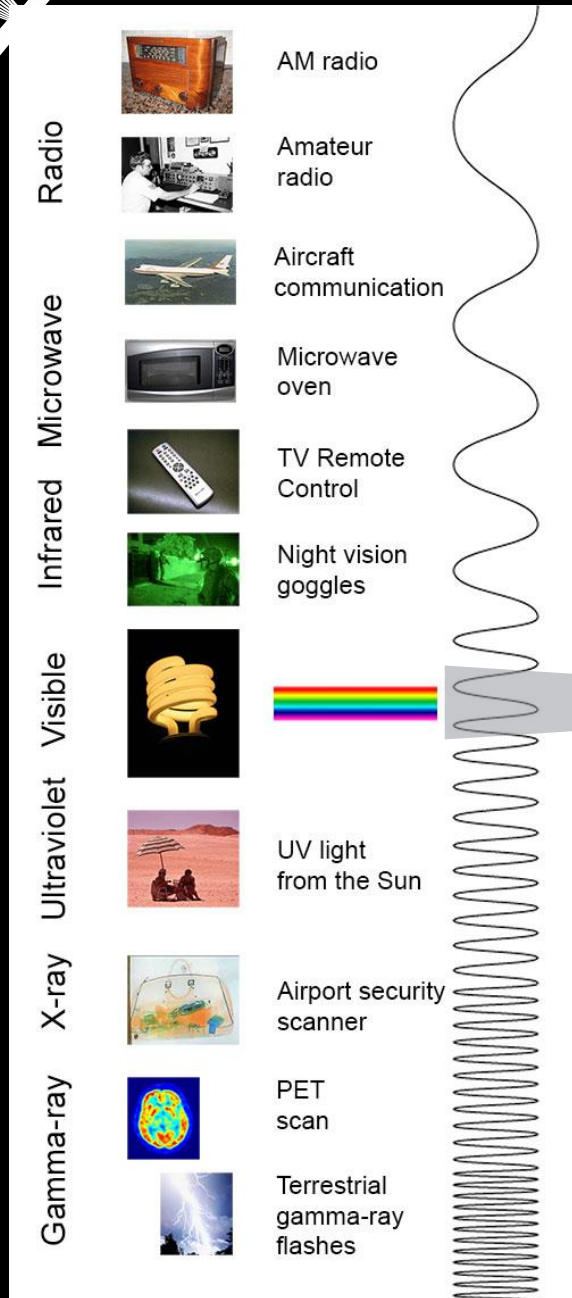 Radio
AM radio
Amateur
radio
Aircraft
communication
Microwave
Microwave
oven
Infrared
TV Remote
Control
Night vision
goggles
Visible
Ultraviolet
UV light
from the Sun
X-ray
Airport security
scanner
Gamma-ray
PET
scan
Terrestrial
gamma-ray
flashes